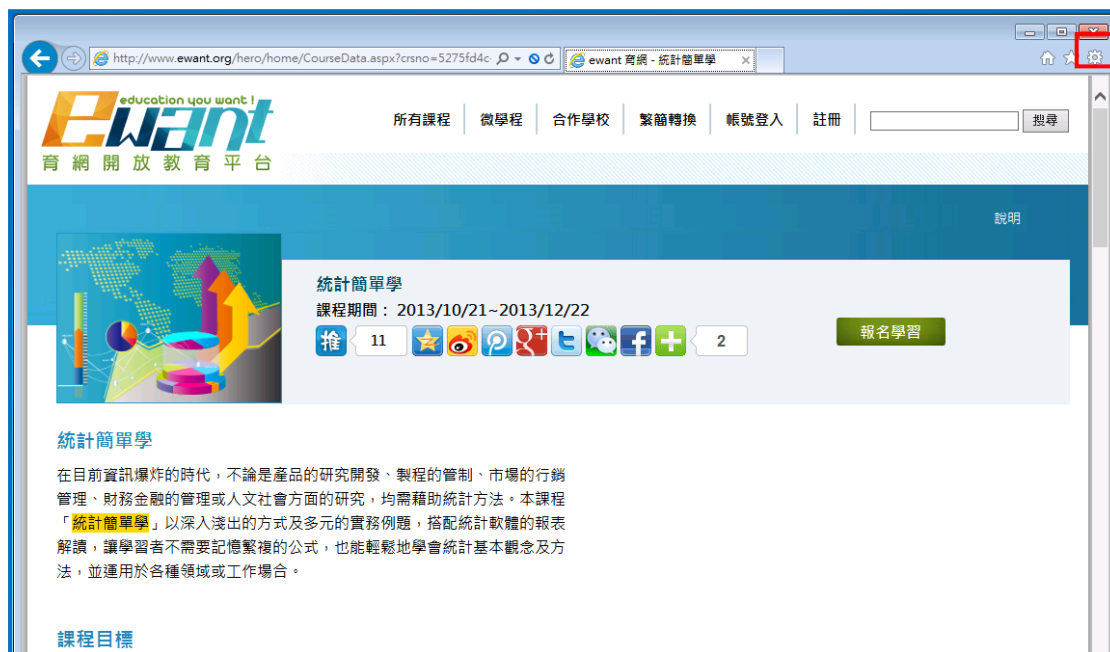 http://www.ewant.org/hero/home/CourseData.aspx?crsno=5275fd4c
ewant 育網 - 統計簡單學
education you want !
ewant
育網開放教育平台
所有課程 微學程 合作學校 繁簡轉換 帳號登入 註冊 搜尋
說明
統計簡單學
課程期間： 2013/10/21~2013/12/22
推 11 2
報名學習
統計簡單學
在目前資訊爆炸的時代，不論是產品的研究開發、製程的管制、市場的行銷
管理、財務金融的管理或人文社會方面的研究，均需藉助統計方法。本課程
「統計簡單學」以深入淺出的方式及多元的實務例題，搭配統計軟體的報表
解讀，讓學習者不需要記憶繁複的公式，也能輕鬆地學會統計基本觀念及方
法，並運用於各種領域或工作場合。
課程目標